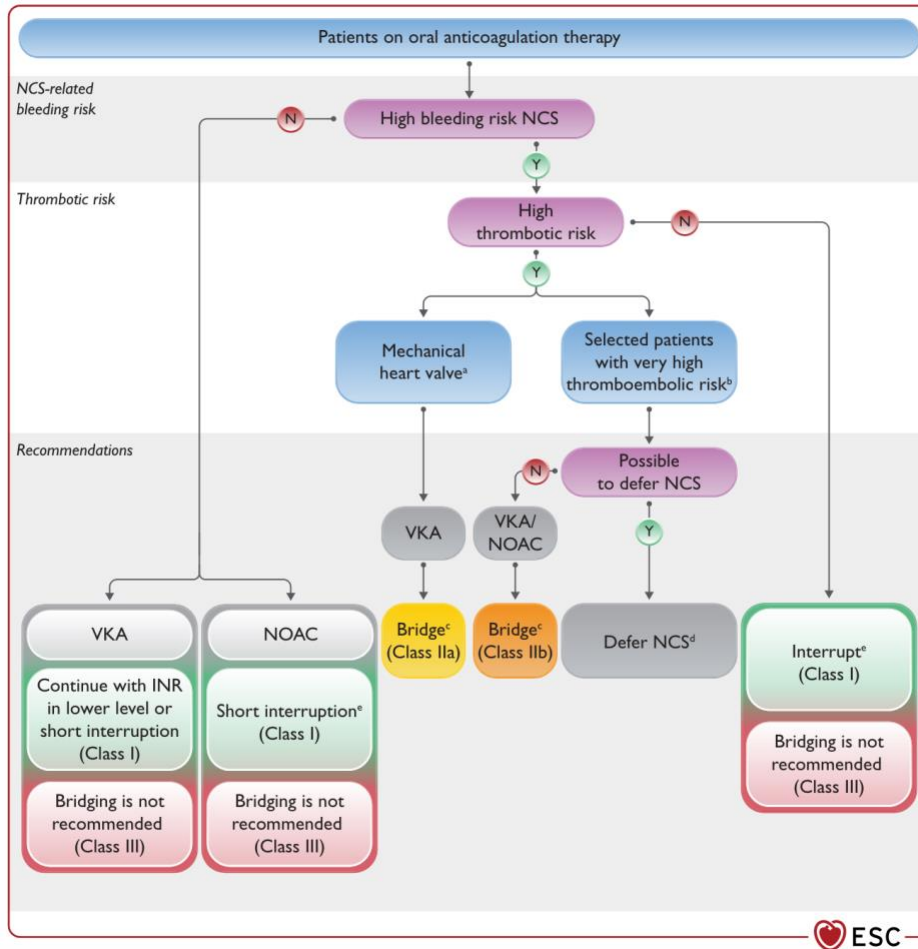 Patients on oral anticoagulation therapy
NCS-related
bleeding risk
N
High bleeding risk NCS
Y
Thrombotic risk
High
thrombotic risk
N
Y
Mechanical
heart valveᵃ
Selected patients
with very high
thromboembolic riskᵇ
Recommendations
Possible
to defer NCS
N
Y
VKA
VKA/
NOAC
VKA
Continue with INR
in lower level or
short interruption
(Class I)
Bridging is not
recommended
(Class III)
NOAC
Short interruptionᵉ
(Class I)
Bridging is not
recommended
(Class III)
Bridgeᶜ
(Class IIa)
Bridgeᶜ
(Class IIb)
Defer NCSᵈ
Interruptᵉ
(Class I)
Bridging is not
recommended
(Class III)
ESC